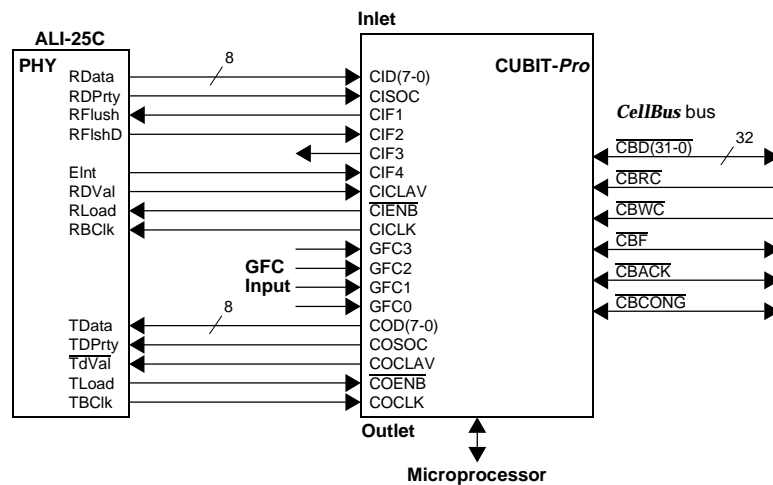 Inlet
ALI-25C
PHY
CUBIT-Pro
RData 8 CID(7-0)
RDPrty CISOC
RFlush CIF1
RFlshD CIF2
CIF3
EInt CIF4
RDVal CICLAV
RLoad CIENB
RBClk CICLK
GFC Input
GFC3
GFC2
GFC1
GFC0
TData 8 COD(7-0)
TDPrty COSOC
TdVal COCLAV
TLoad COENB
TBClk COCLK
CellBus bus
CBD(31-0) 32
CBRC
CBWC
CBF
CBACK
CBCONG
Outlet
Microprocessor